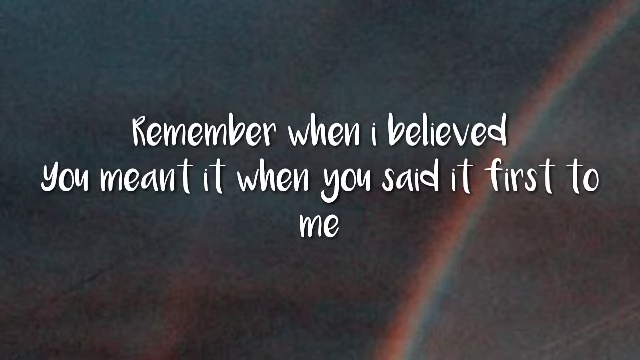 Remember when i believed
You meant it when you said it first to
me